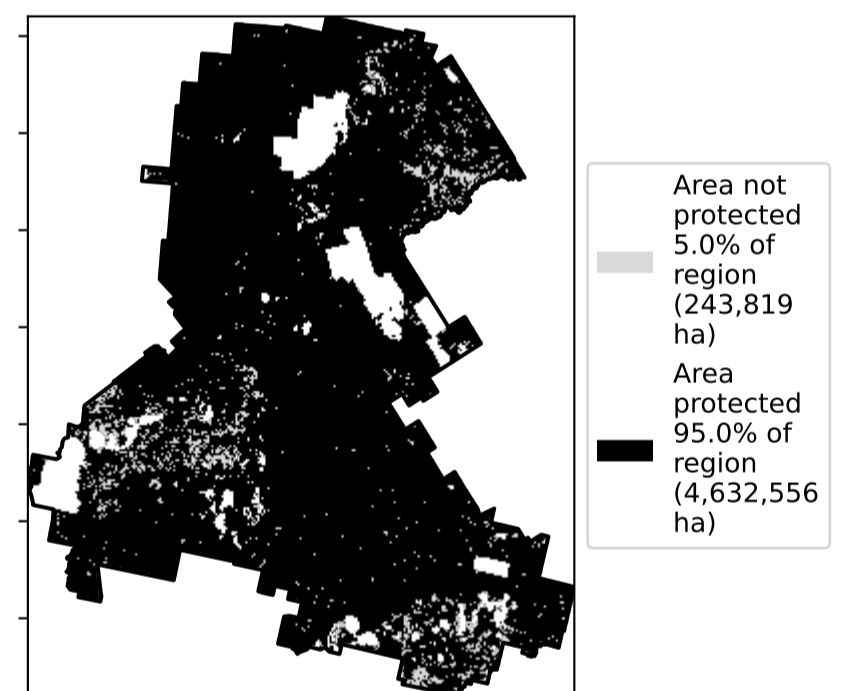 Area not
protected
5.0% of
region
(243,819
ha)
Area
protected
95.0% of
region
(4,632,556
ha)